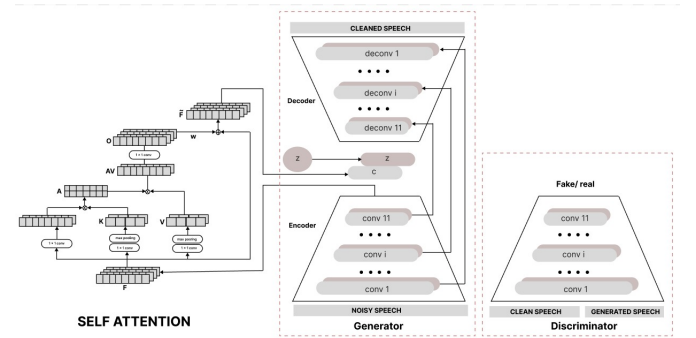 CLEANED SPEECH
deconv 1
Decoder
deconv i
deconv 11
F̃
w
O
1 × 1 conv
AV
A
K
V
1 × 1 conv
max pooling
1 × 1 conv
max pooling
1 × 1 conv
F
SELF ATTENTION
z
z
c
Encoder
conv 11
conv i
conv 1
NOISY SPEECH
Generator
Fake/ real
conv 11
conv i
conv 1
CLEAN SPEECH
GENERATED SPEECH
Discriminator